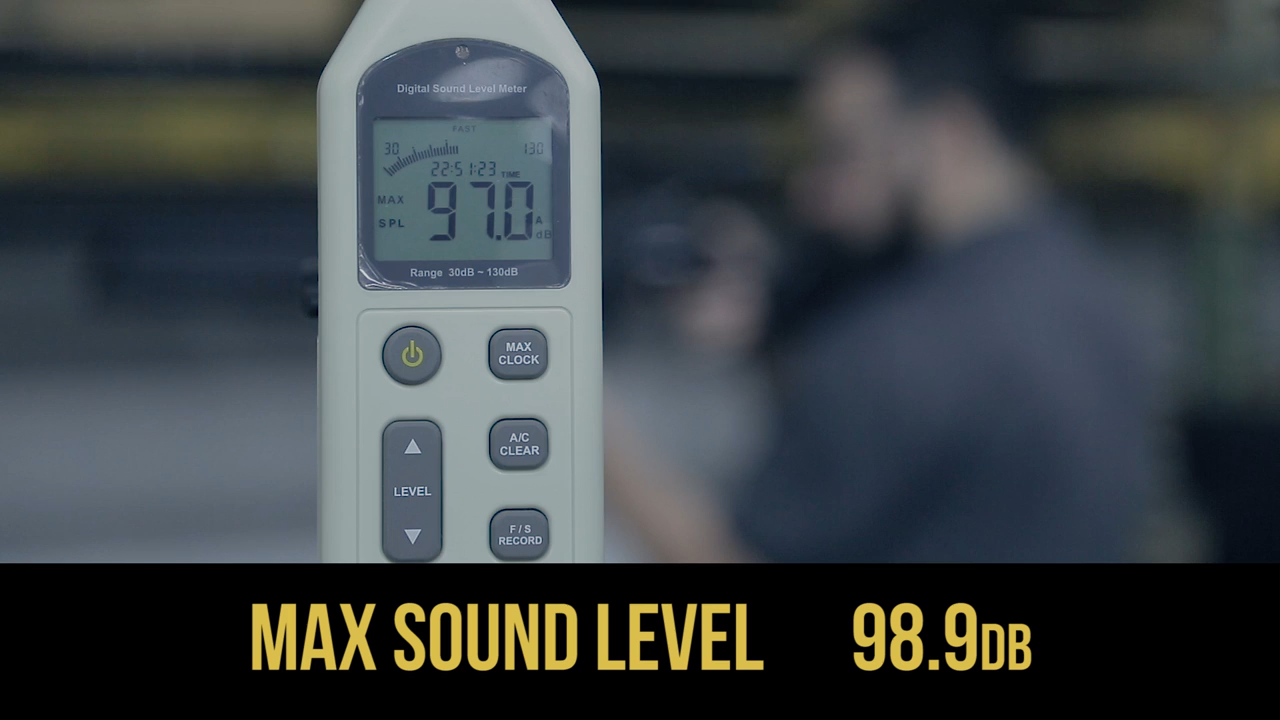 Digital Sound Level Meter
FAST
30 130
22:51:23 TIME
MAX
SPL
97.0 A dB
Range 30dB ~ 130dB
MAX CLOCK
LEVEL
A/C CLEAR
F / S RECORD
MAX SOUND LEVEL 98.9DB